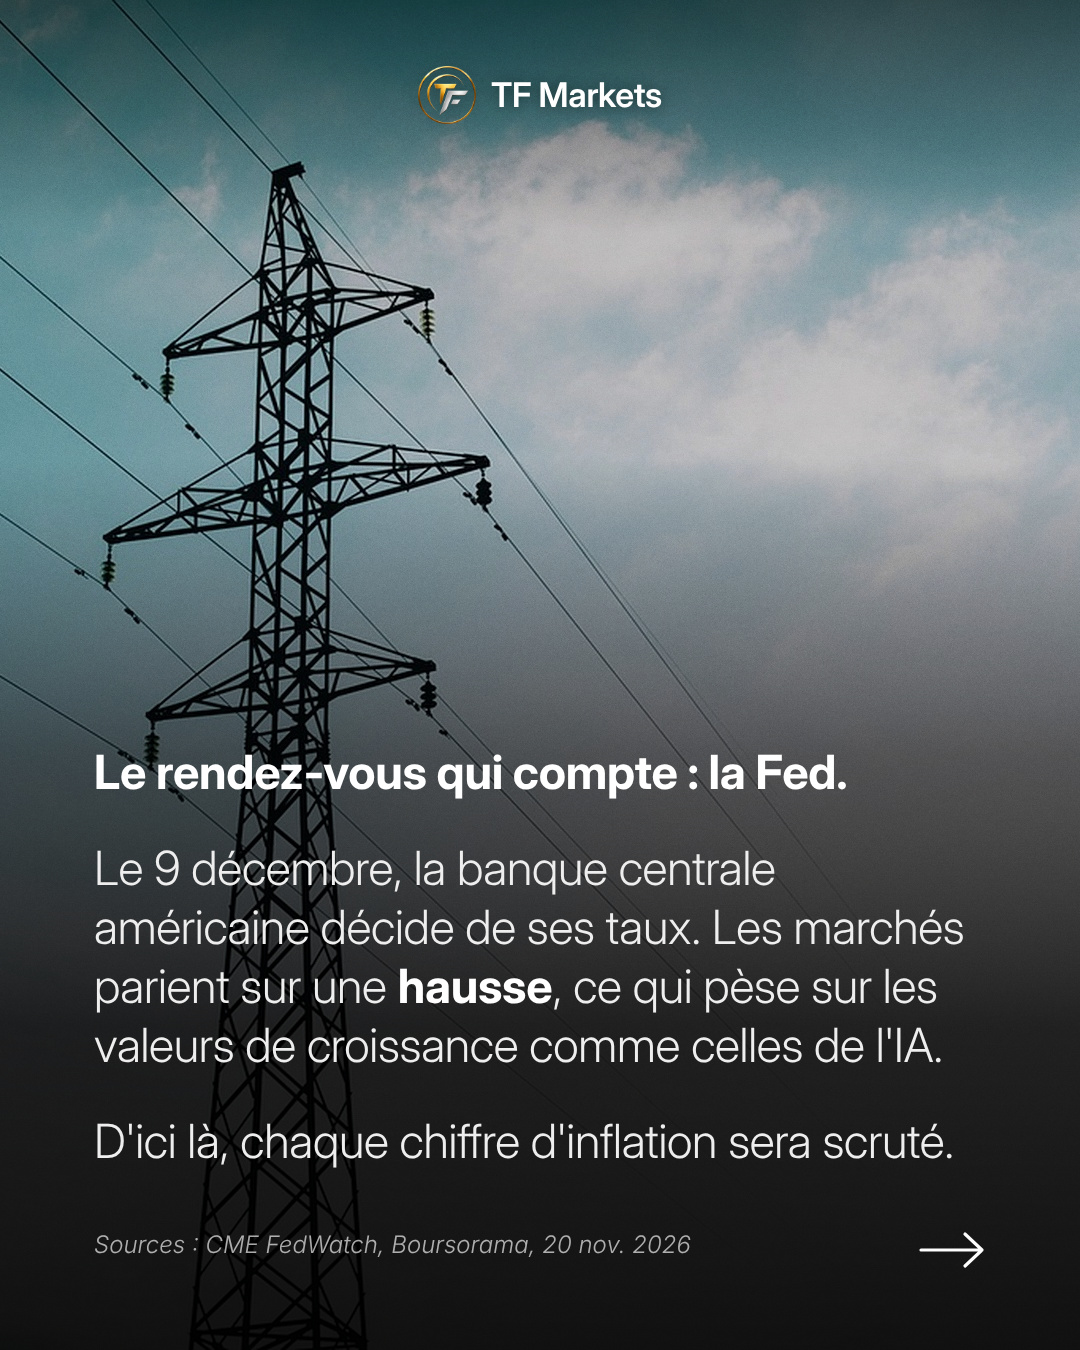 TF Markets
Le rendez-vous qui compte : la Fed.
Le 9 décembre, la banque centrale
américaine décide de ses taux. Les marchés
parient sur une hausse, ce qui pèse sur les
valeurs de croissance comme celles de l'IA.
D'ici là, chaque chiffre d'inflation sera scruté.
Sources : CME FedWatch, Boursorama, 20 nov. 2026